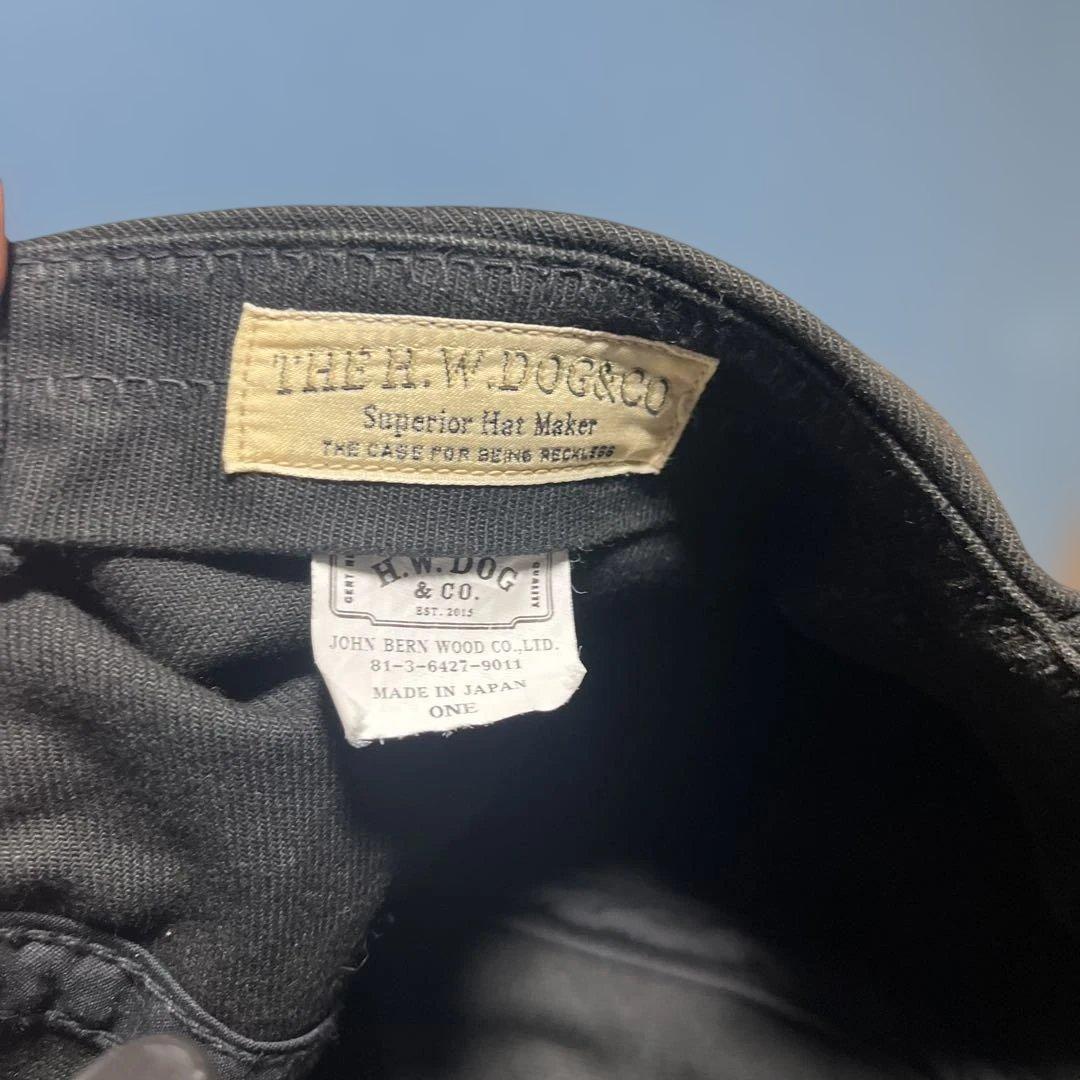 THE H.W.DOG&CO
Superior Hat Maker
THE CASE FOR BEING RECKLESS
H.W. DOG
& CO.
QUALITY
EST. 2015
JOHN BERN WOOD CO.,LTD.
81-3-6427-9011
MADE IN JAPAN
ONE